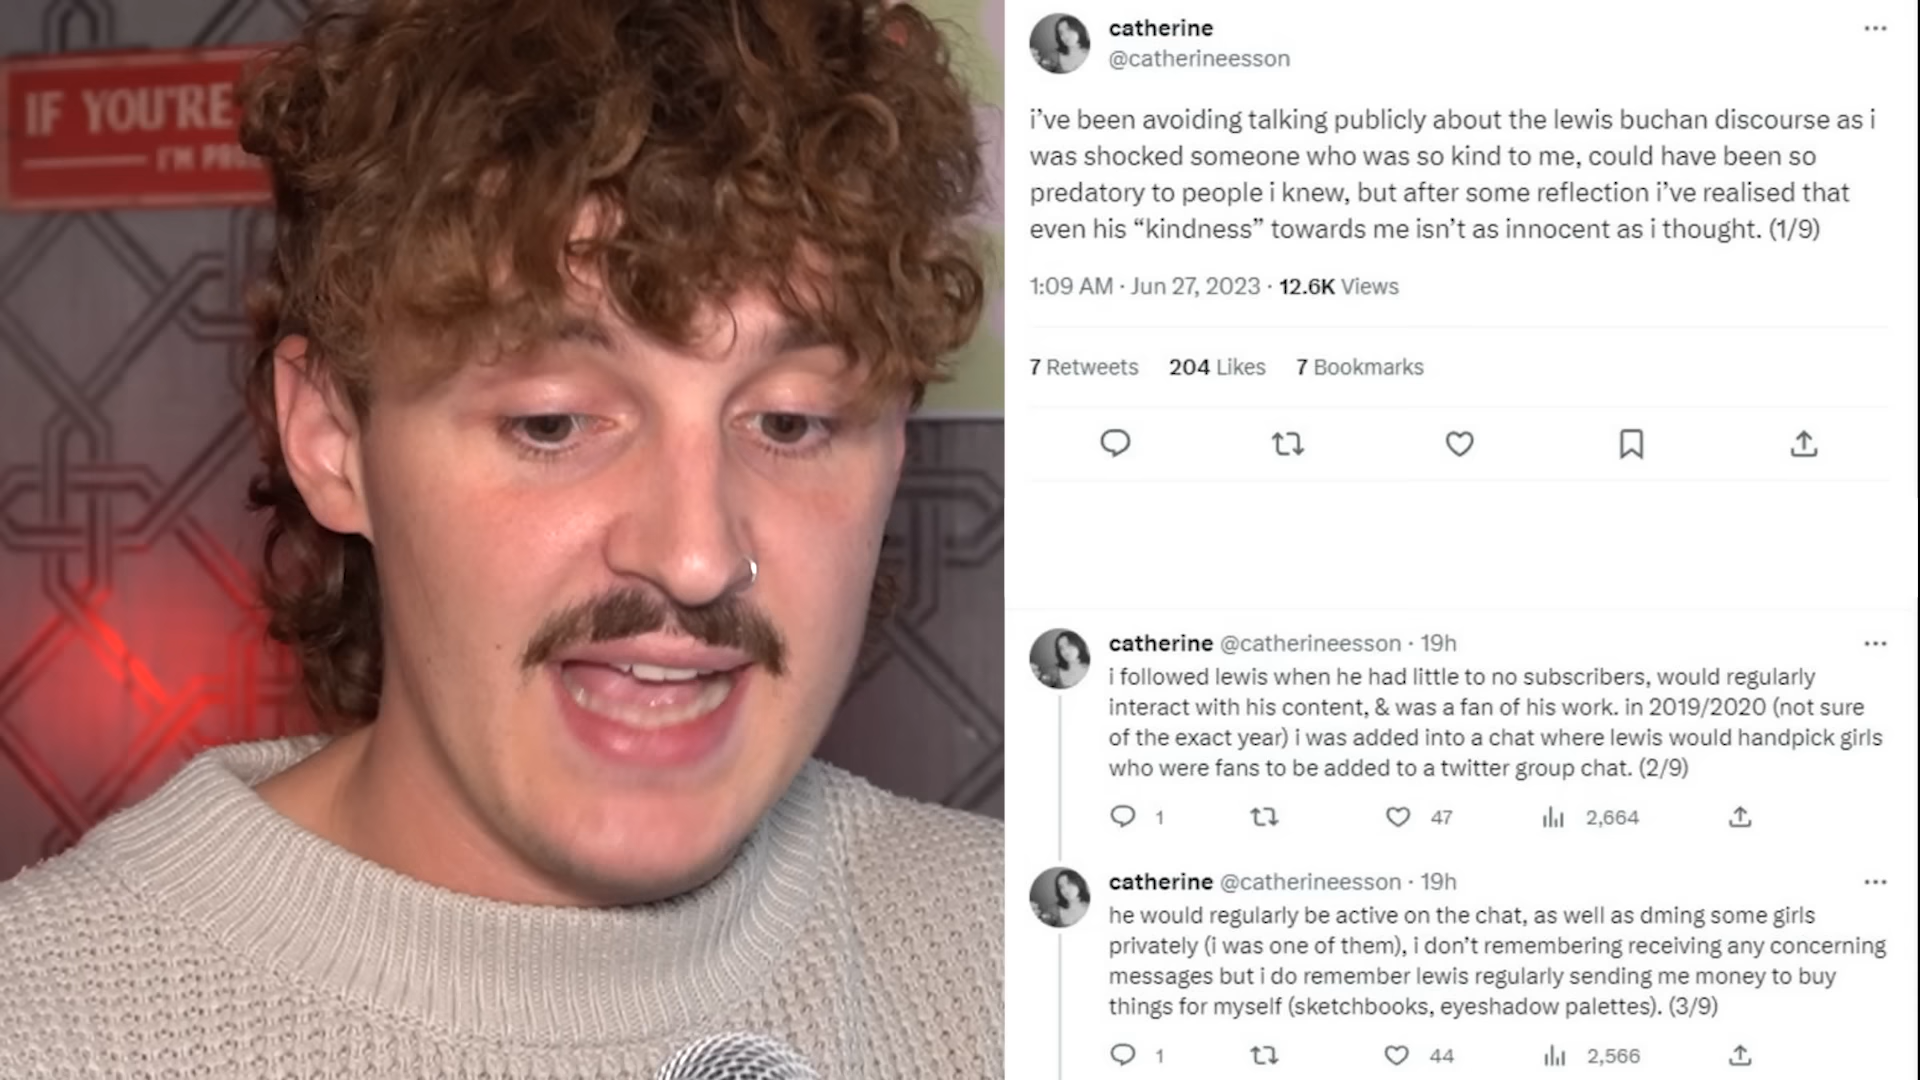 IF YOU'RE
I'M
catherine
@catherineesson
i've been avoiding talking publicly about the lewis buchan discourse as i
was shocked someone who was so kind to me, could have been so
predatory to people i knew, but after some reflection i've realised that
even his “kindness” towards me isn't as innocent as i thought. (1/9)
1:09 AM · Jun 27, 2023 · 12.6K Views
7 Retweets 204 Likes 7 Bookmarks
catherine @catherineesson · 19h
i followed lewis when he had little to no subscribers, would regularly
interact with his content, & was a fan of his work. in 2019/2020 (not sure
of the exact year) i was added into a chat where lewis would handpick girls
who were fans to be added to a twitter group chat. (2/9)
1 47 2,664
catherine @catherineesson · 19h
he would regularly be active on the chat, as well as dming some girls
privately (i was one of them), i don't remembering receiving any concerning
messages but i do remember lewis regularly sending me money to buy
things for myself (sketchbooks, eyeshadow palettes). (3/9)
1 44 2,566